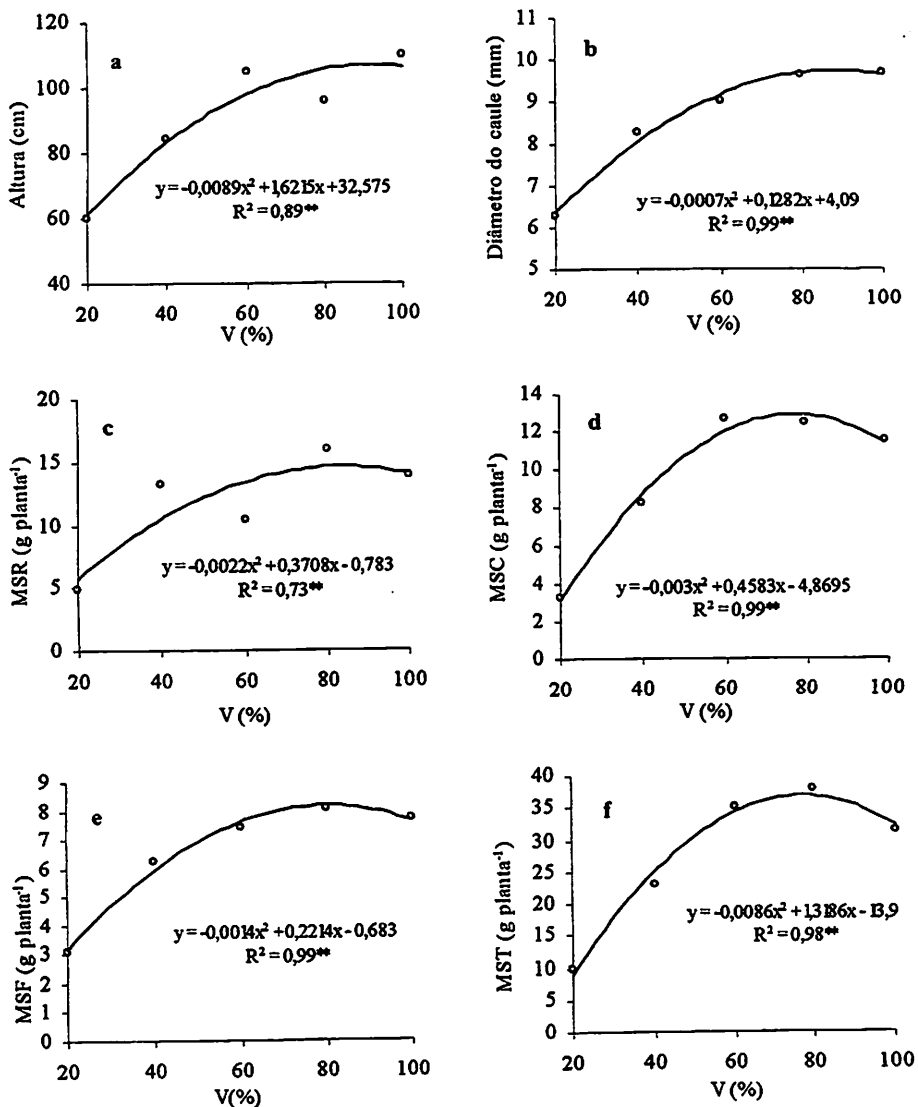 120
100
80
60
40
a
Altura (cm)
y = -0,0089x² + 1,6215x + 32,575
R² = 0,89**
20 40 60 80 100
V (%)
11
10
9
8
7
6
5
b
Diâmetro do caule (mm)
y = -0,0007x² + 0,1282x + 4,09
R² = 0,99**
20 40 60 80 100
V (%)
20
15
10
5
0
c
MSR (g planta⁻¹)
y = -0,0022x² + 0,3708x - 0,783
R² = 0,73**
20 40 60 80 100
V (%)
14
12
10
8
6
4
2
0
d
MSC (g planta⁻¹)
y = -0,003x² + 0,4583x - 4,8695
R² = 0,99**
20 40 60 80 100
V (%)
9
8
7
6
5
4
3
2
1
0
e
MSF (g planta⁻¹)
y = -0,0014x² + 0,2214x - 0,683
R² = 0,99**
20 40 60 80 100
V(%)
40
35
30
25
20
15
10
5
0
f
MST (g planta⁻¹)
y = -0,0086x² + 1,3186x - 13,9
R² = 0,98**
20 40 60 80 100
V (%)